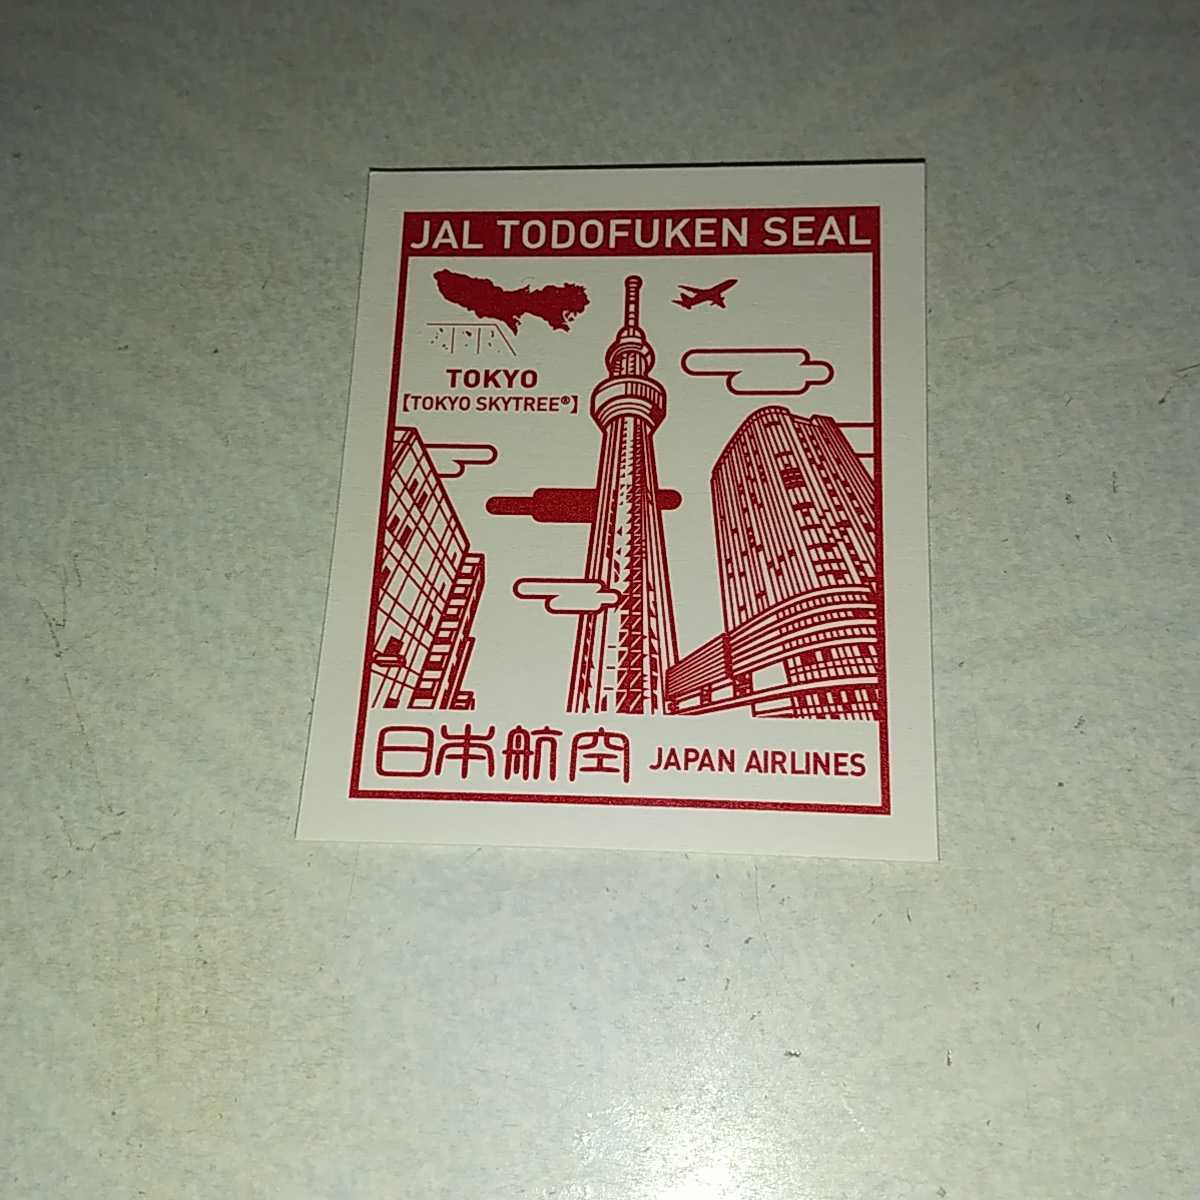 JAL TODOFUKEN SEAL
TOKYO
【TOKYO SKYTREE®】
日本航空 JAPAN AIRLINES